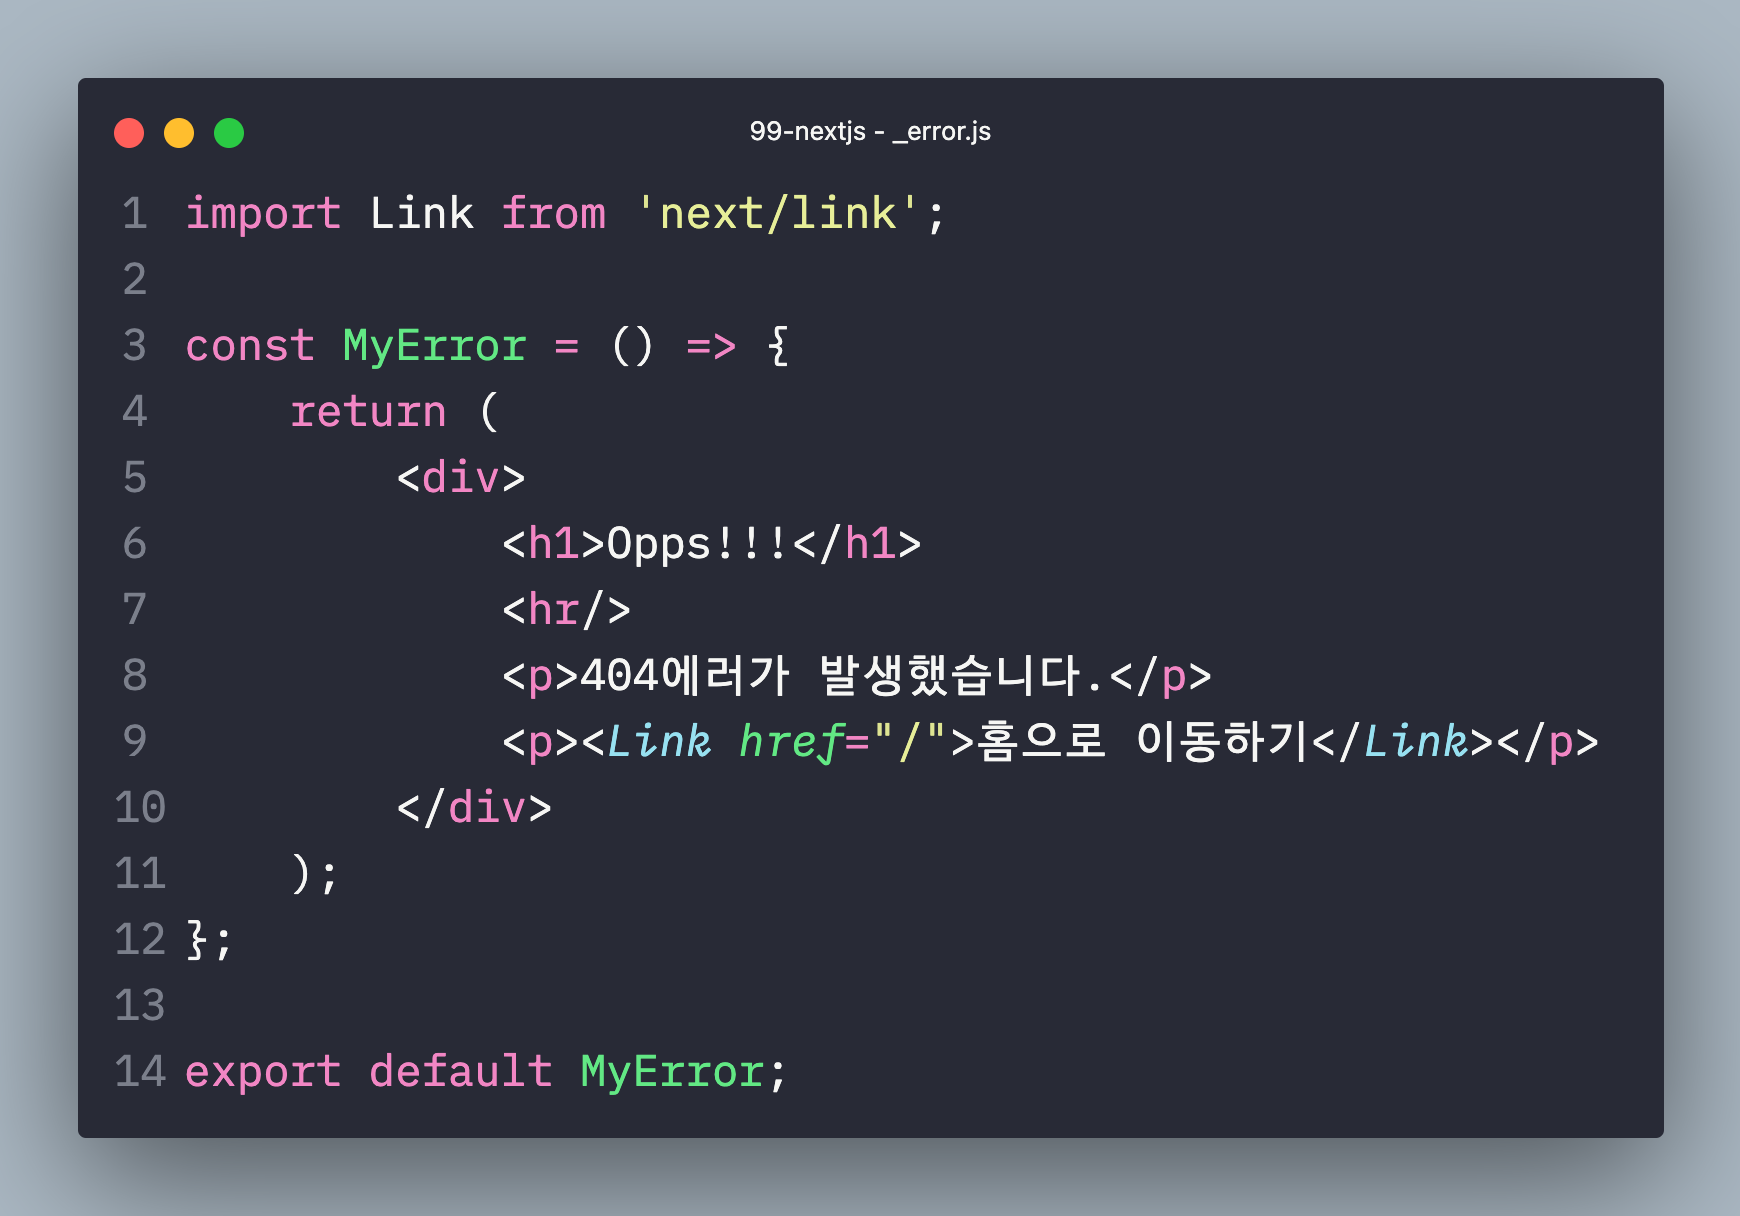 99-nextjs - _error.js
1 import Link from 'next/link';
2
3 const MyError = () => {
4     return (
5         <div>
6             <h1>Opps!!!</h1>
7             <hr/>
8             <p>404에러가 발생했습니다.</p>
9             <p><Link href="/">홈으로 이동하기</Link></p>
10         </div>
11     );
12 };
13
14 export default MyError;